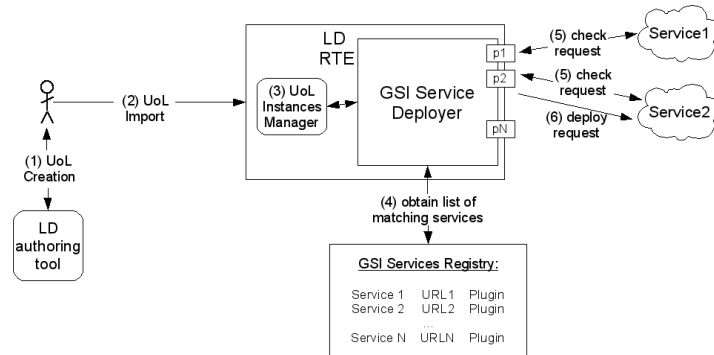 LD
RTE
p1
p2
pN
(5) check
request
Service1
(5) check
request
Service2
(6) deploy
request
(2) UoL
Import
(3) UoL
Instances
Manager
GSI Service
Deployer
(1) UoL
Creation
LD
authoring
tool
(4) obtain list of
matching services
GSI Services Registry:
Service 1 URL1 Plugin
Service 2 URL2 Plugin
...
Service N URLN Plugin